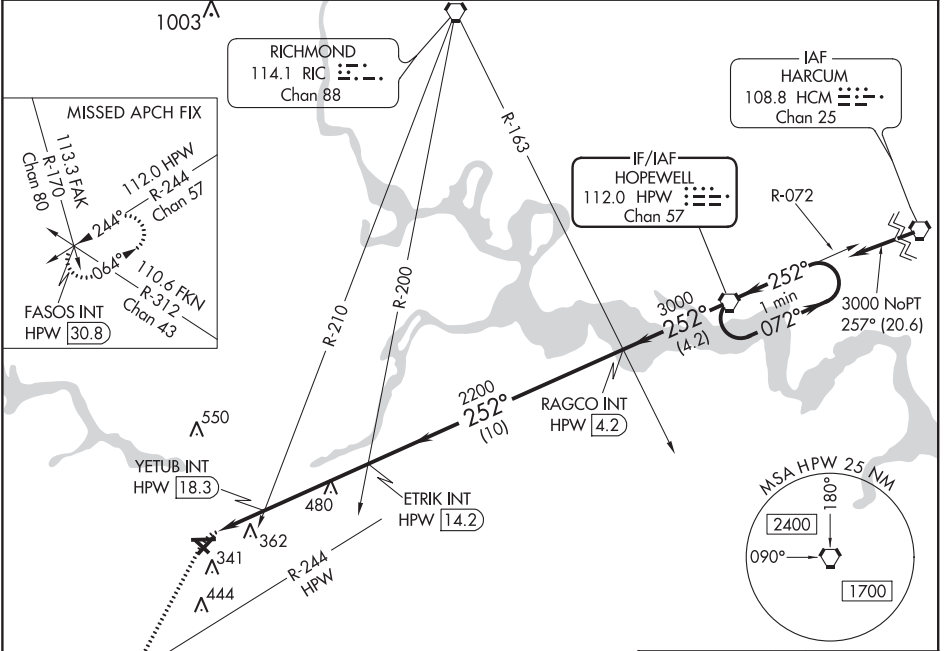 1003
RICHMOND
114.1 RIC
Chan 88
IAF
HARCUM
108.8 HCM
Chan 25
MISSED APCH FIX
113.3 FAK
R-170
Chan 80
112.0 HPW
R-244
Chan 57
244°
064°
110.6 FKN
R-312
Chan 43
FASOS INT
HPW 30.8
R-163
IF/IAF
HOPEWELL
112.0 HPW
Chan 57
R-072
R-210
R-200
252°
1 min
072°
3000 NoPT
257° (20.6)
3000
252°
(4.2)
RAGCO INT
HPW 4.2
2200
252°
(10)
550
YETUB INT
HPW 18.3
480
ETRIK INT
HPW 14.2
362
341
444
R-244
HPW
MSA HPW 25 NM
180°
2400
090°
1700